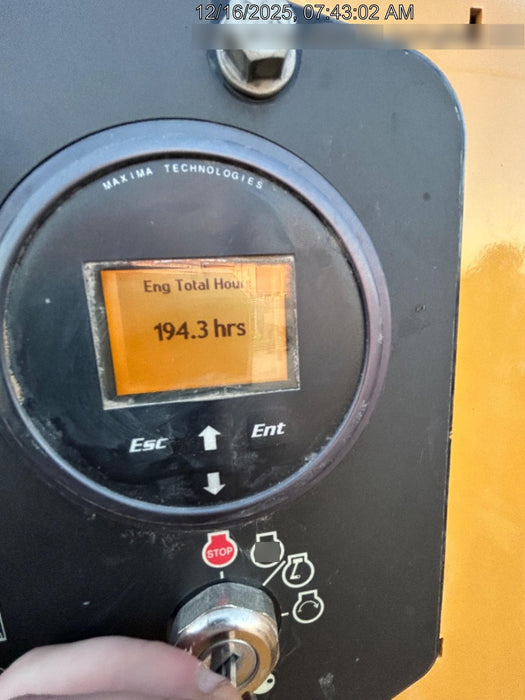 12/16/2025, 07:43:02 AM
MAXIMA TECHNOLOGIES
Eng Total Hour
194.3 hrs
Esc
Ent
STOP